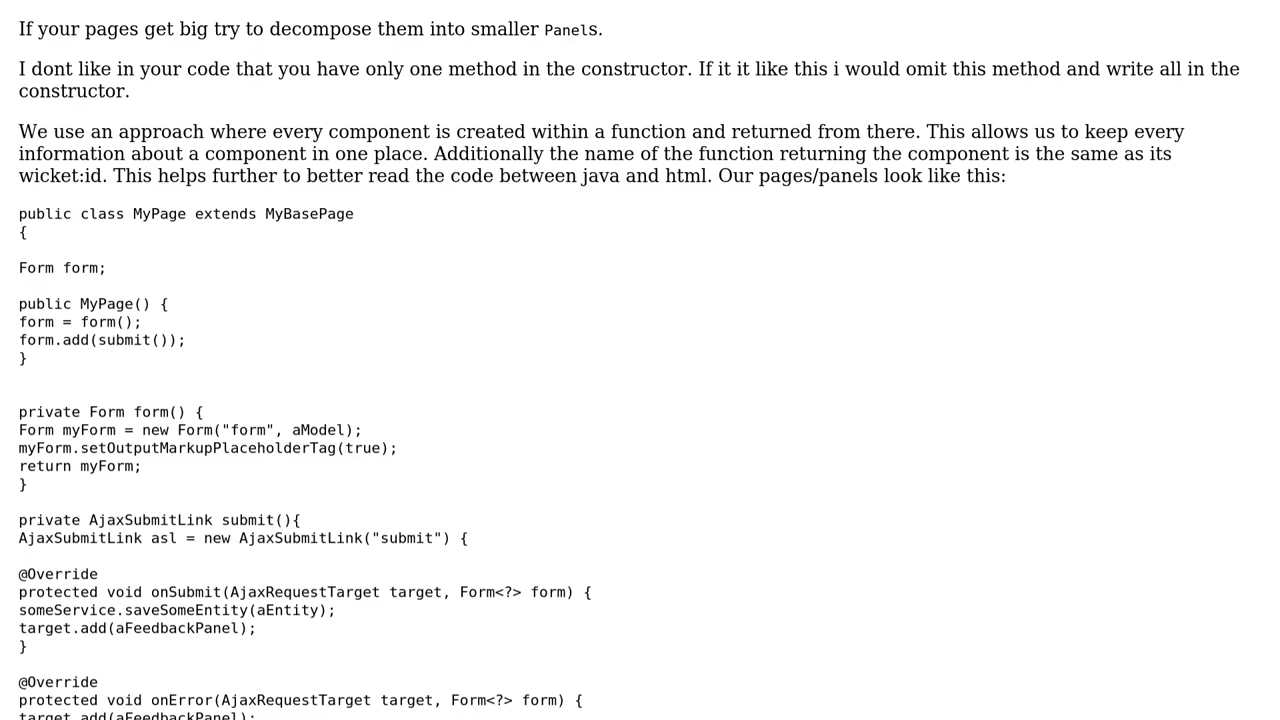 If your pages get big try to decompose them into smaller Panels.
I dont like in your code that you have only one method in the constructor. If it it like this i would omit this method and write all in the
constructor.
We use an approach where every component is created within a function and returned from there. This allows us to keep every
information about a component in one place. Additionally the name of the function returning the component is the same as its
wicket:id. This helps further to better read the code between java and html. Our pages/panels look like this:
public class MyPage extends MyBasePage
{
Form form;
public MyPage() {
form = form();
form.add(submit());
}
private Form form() {
Form myForm = new Form("form", aModel);
myForm.setOutputMarkupPlaceholderTag(true);
return myForm;
}
private AjaxSubmitLink submit(){
AjaxSubmitLink asl = new AjaxSubmitLink("submit") {
@Override
protected void onSubmit(AjaxRequestTarget target, Form<?> form) {
someService.saveSomeEntity(aEntity);
target.add(aFeedbackPanel);
}
@Override
protected void onError(AjaxRequestTarget target, Form<?> form) {
target.add(aFeedbackPanel);